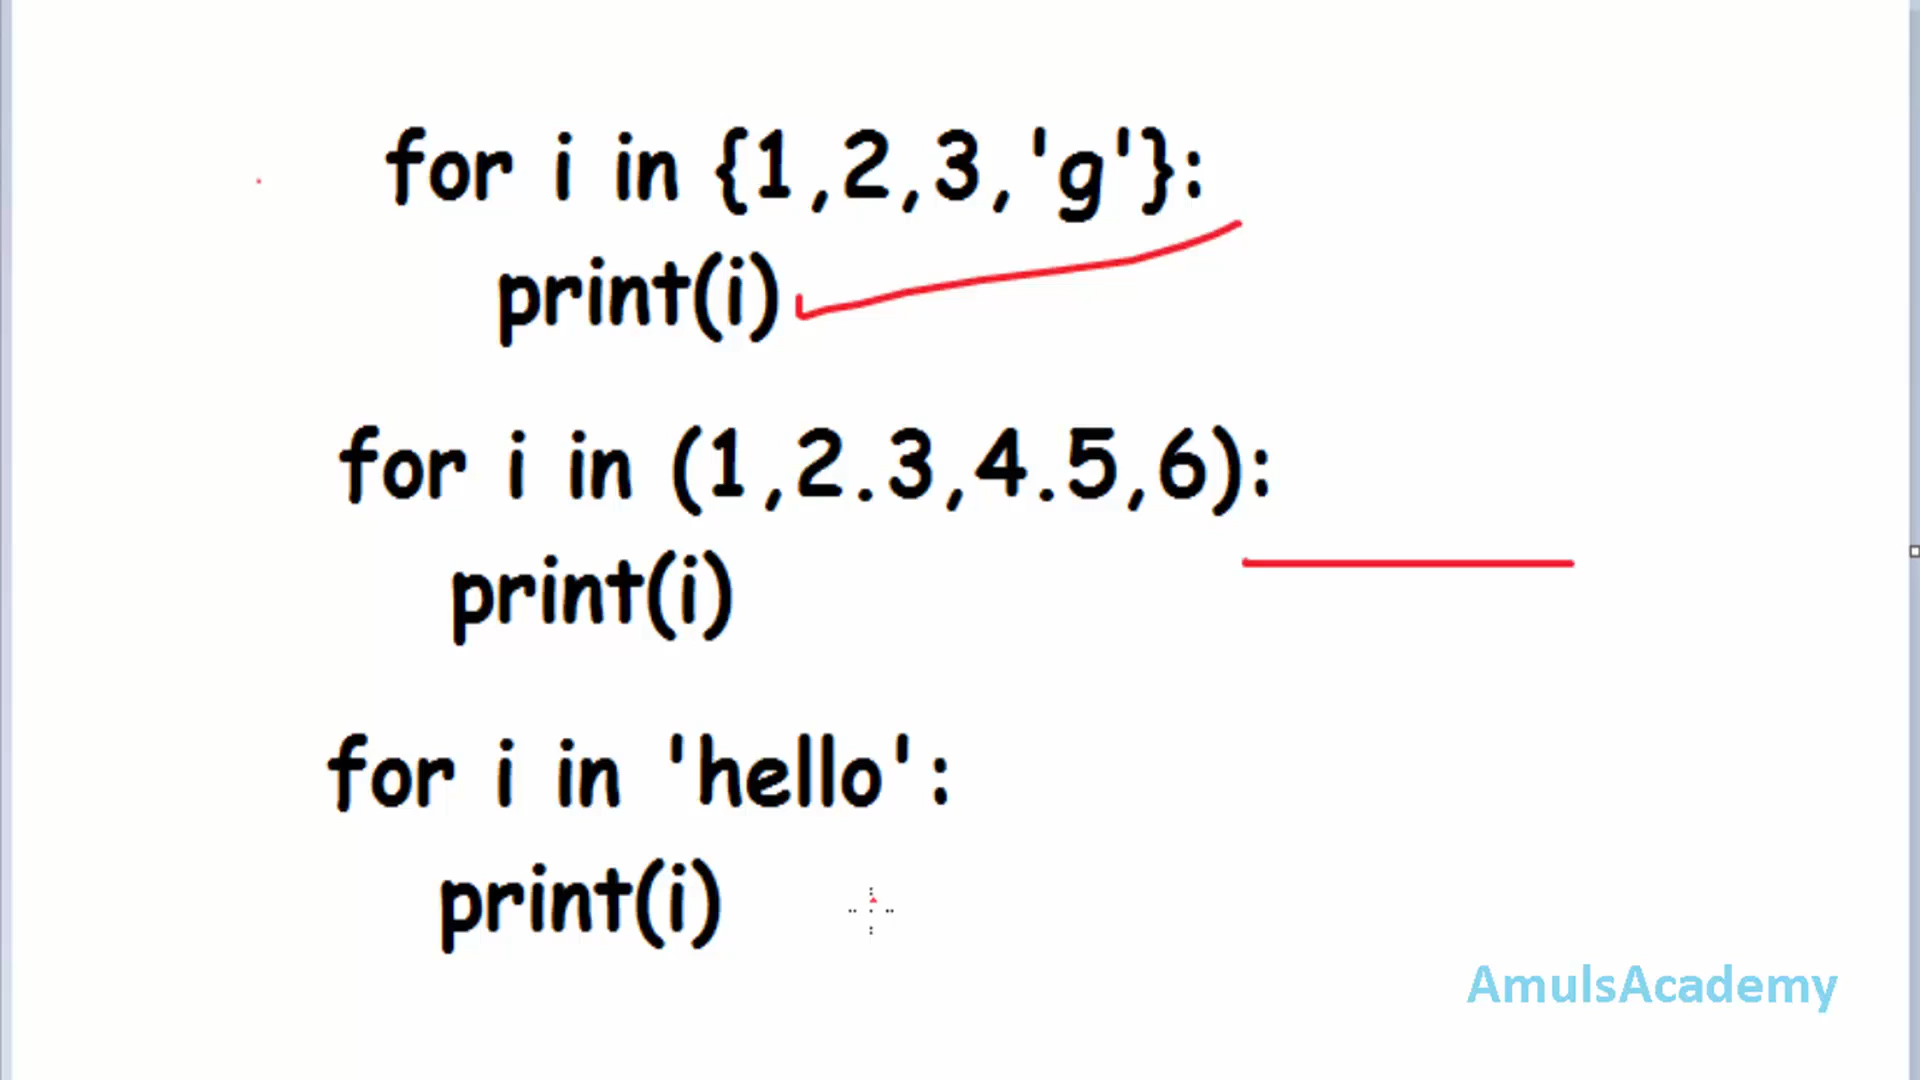 for i in {1,2,3,'g'}:
print(i)
for i in (1,2.3,4.5,6):
print(i)
for i in 'hello':
print(i)
AmulsAcademy